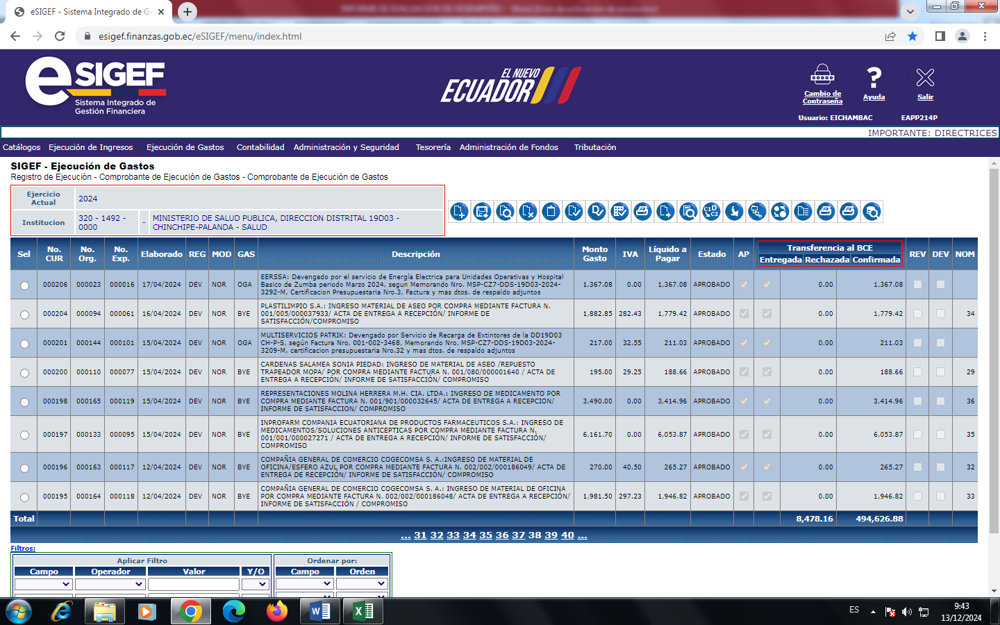 eSIGEF - Sistema Integrado de G
esigef.finanzas.gob.ec/eSIGEF/menu/index.html
eSIGEF
Sistema Integrado de
Gestión Financiera
EL NUEVO
ECUADOR
Cambio de
Contraseña
Ayuda
Salir
Usuario: EICHAMBAC
EAPP214P
IMPORTANTE: DIRECTRICES
Catálogos Ejecución de Ingresos Ejecución de Gastos Contabilidad Administración y Seguridad Tesorería Administración de Fondos Tributación
SIGEF - Ejecución de Gastos
Registro de Ejecución - Comprobante de Ejecución de Gastos - Comprobante de Ejecución de Gastos
Ejercicio Actual 2024
Institucion 320 - 1492 - 0000 - MINISTERIO DE SALUD PUBLICA, DIRECCION DISTRITAL 19D03 - CHINCHIPE-PALANDA - SALUD
Sel No. CUR No. Org. No. Exp. Elaborado REG MOD GAS Descripción Monto Gasto IVA Líquido a Pagar Estado AP Transferencia al BCE Entregada Rechazada Confirmada REV DEV NOM
000206 000023 000016 17/04/2024 DEV NOR OGA EERSSA: Devengado por el servicio de Energía Electrica para Unidades Operativas y Hospital Basico de Zumba periodo Marzo 2024, segun Memorando Nro. MSP-CZ7-DDS-19D03-2024-3292-M, Certificacion Presupuestaria Nro.3, Factura y mas dtos. de respaldo adjuntos 1,367.08 0.00 1,367.08 APROBADO 0.00 1,367.08
000204 000094 000061 16/04/2024 DEV NOR BYE PLASTILIMPIO S.A.: INGRESO MATERIAL DE ASEO POR COMPRA MEDIANTE FACTURA N. 001/005/000037933/ ACTA DE ENTREGA A RECEPCIÓN/ INFORME DE SATISFACCIÓN/COMPROMISO 1,882.85 282.43 1,779.42 APROBADO 0.00 1,779.42 34
000201 000144 000101 15/04/2024 DEV NOR OGA MULTISERVICIOS PATRIK: Devengado por Servicio de Recarga de Extintores de la DD19D03 CH-P-S, según Factura Nro. 001-002-3468, Memorando Nro. MSP-CZ7-DDS-19D03-2024-3209-M, certificacion presupuestaria Nro.32 y mas dtos. de respaldo adjuntos 217.00 32.55 211.03 APROBADO 0.00 211.03
000200 000110 000077 15/04/2024 DEV NOR BYE CARDENAS SALAMEA SONIA PIEDAD: INGRESO DE MATERIAL DE ASEO /REPUESTO TRAPEADOR MOPA/ POR COMPRA MEDIANTE FACTURA N. 001/080/000001640 / ACTA DE ENTREGA A RECEPCIÓN/ INFORME DE SATISFACCIÓN/ COMPROMISO 195.00 29.25 188.66 APROBADO 0.00 188.66 29
000198 000165 000119 15/04/2024 DEV NOR BYE REPRESENTACIONES MOLINA HERRERA M.H. CIA. LTDA.: INGRESO DE MEDICAMENTO POR COMPRA MEDIANTE FACTURA N. 001/901/000032645/ ACTA DE ENTREGA A RECEPCION/ INFORME DE SATISFACCION/ COMPROMISO 3,490.00 0.00 3,414.96 APROBADO 0.00 3,414.96 36
000197 000133 000095 15/04/2024 DEV NOR BYE INPROFARM COMPANIA ECUATORIANA DE PRODUCTOS FARMACEUTICOS S.A.: INGRESO DE MEDICAMENTOS/SOLUCIONES ANTICEPTICAS POR COMPRA MEDIANTE FACTURA N. 001/001/000027271 / ACTA DE ENTREGA A RECEPCIÓN/ INFORME DE SATISFACCIÓN/ COMPROMISO 6,161.70 0.00 6,053.87 APROBADO 0.00 6,053.87 35
000196 000163 000117 12/04/2024 DEV NOR BYE COMPAÑIA GENERAL DE COMERCIO COGECOMSA S. A.:INGRESO DE MATERIAL DE OFICINA/ESFERO AZUL POR COMPRA MEDIANTE FACTURA N. 002/002/000186049/ ACTA DE ENTREGA DE RECEPCIÓN/ INFORME DE SATISFACCIÓN/ COMPROMISO 270.00 40.50 265.27 APROBADO 0.00 265.27 32
000195 000164 000118 12/04/2024 DEV NOR BYE COMPAÑIA GENERAL DE COMERCIO COGECOMSA S. A.: INGRESO DE MATERIAL DE OFICINA POR COMPRA MEDIANTE FACTURA N. 002/002/000186048/ ACTA DE ENTREGA A RECEPCIÓN/ INFORME DE SATISFACCIÓN / COMPROMISO 1,981.50 297.23 1,946.82 APROBADO 0.00 1,946.82 33
Total 8,478.16 494,626.88
... 31 32 33 34 35 36 37 38 39 40 ...
Filtros:
Aplicar Filtro Ordenar por:
Campo Operador Valor Y/O Campo Orden
ES
9:43
13/12/2024